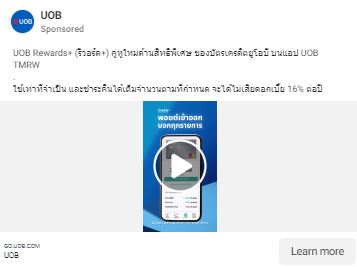 UOB
UOB
Sponsored
UOB Rewards+ (รีวอร์ด+) คู่หูใหม่ด้านสิทธิพิเศษ ของบัตรเครดิตยูโอบี บนแอป UOB
TMRW
.
ใช้เท่าที่จำเป็น และชำระคืนได้เต็มจำนวนตามที่กำหนด จะได้ไม่เสียดอกเบี้ย 16% ต่อปี
พอยต์เข้าออก
บอกทุกรายการ
GO.UOB.COM
UOB
Learn more